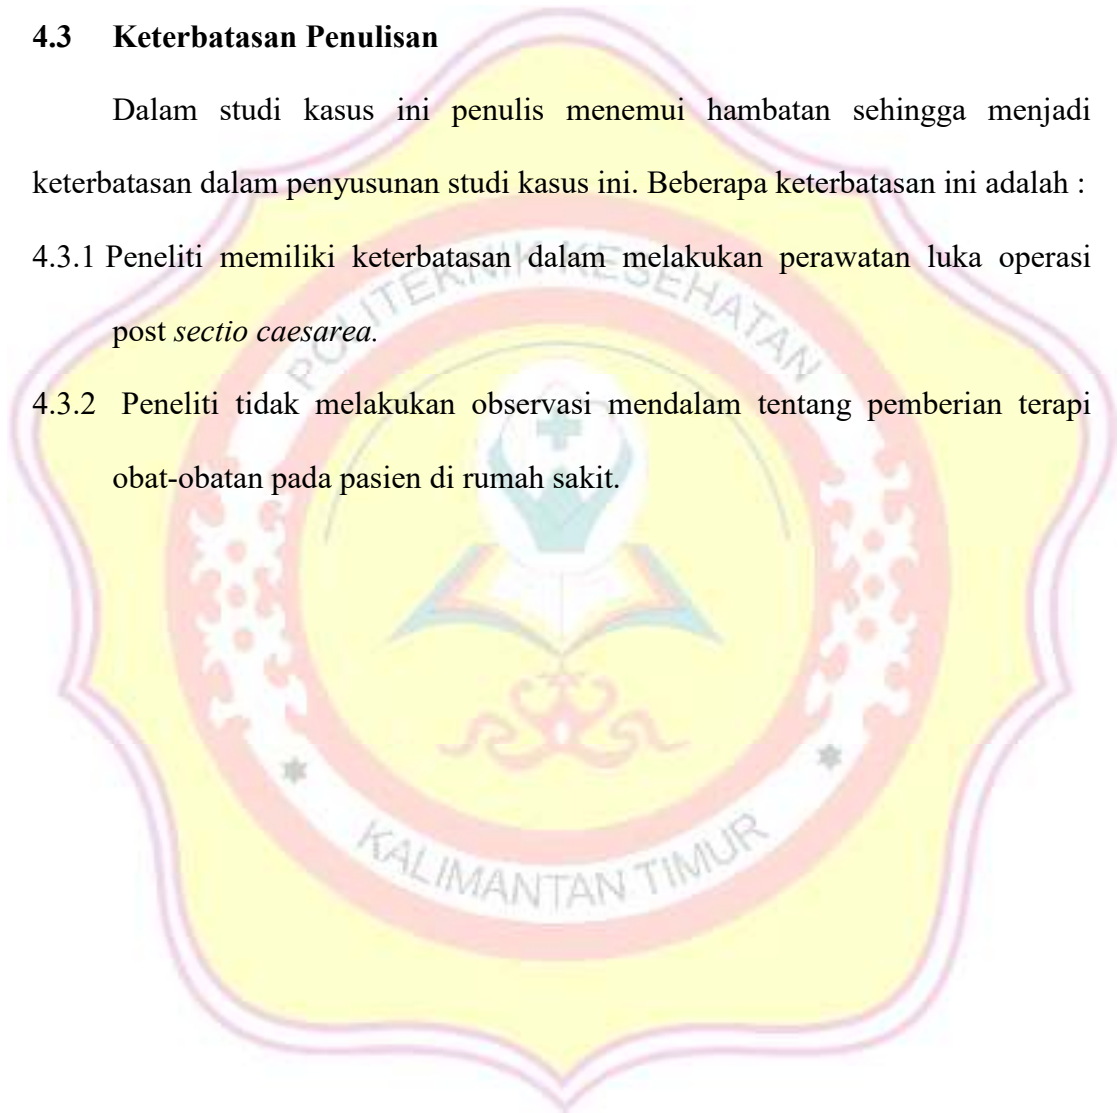 4.3 Keterbatasan Penulisan
Dalam studi kasus ini penulis menemui hambatan sehingga menjadi
keterbatasan dalam penyusunan studi kasus ini. Beberapa keterbatasan ini adalah :
4.3.1 Peneliti memiliki keterbatasan dalam melakukan perawatan luka operasi
post sectio caesarea.
4.3.2 Peneliti tidak melakukan observasi mendalam tentang pemberian terapi
obat-obatan pada pasien di rumah sakit.
POLITEKNIK KESEHATAN
KALIMANTAN TIMUR